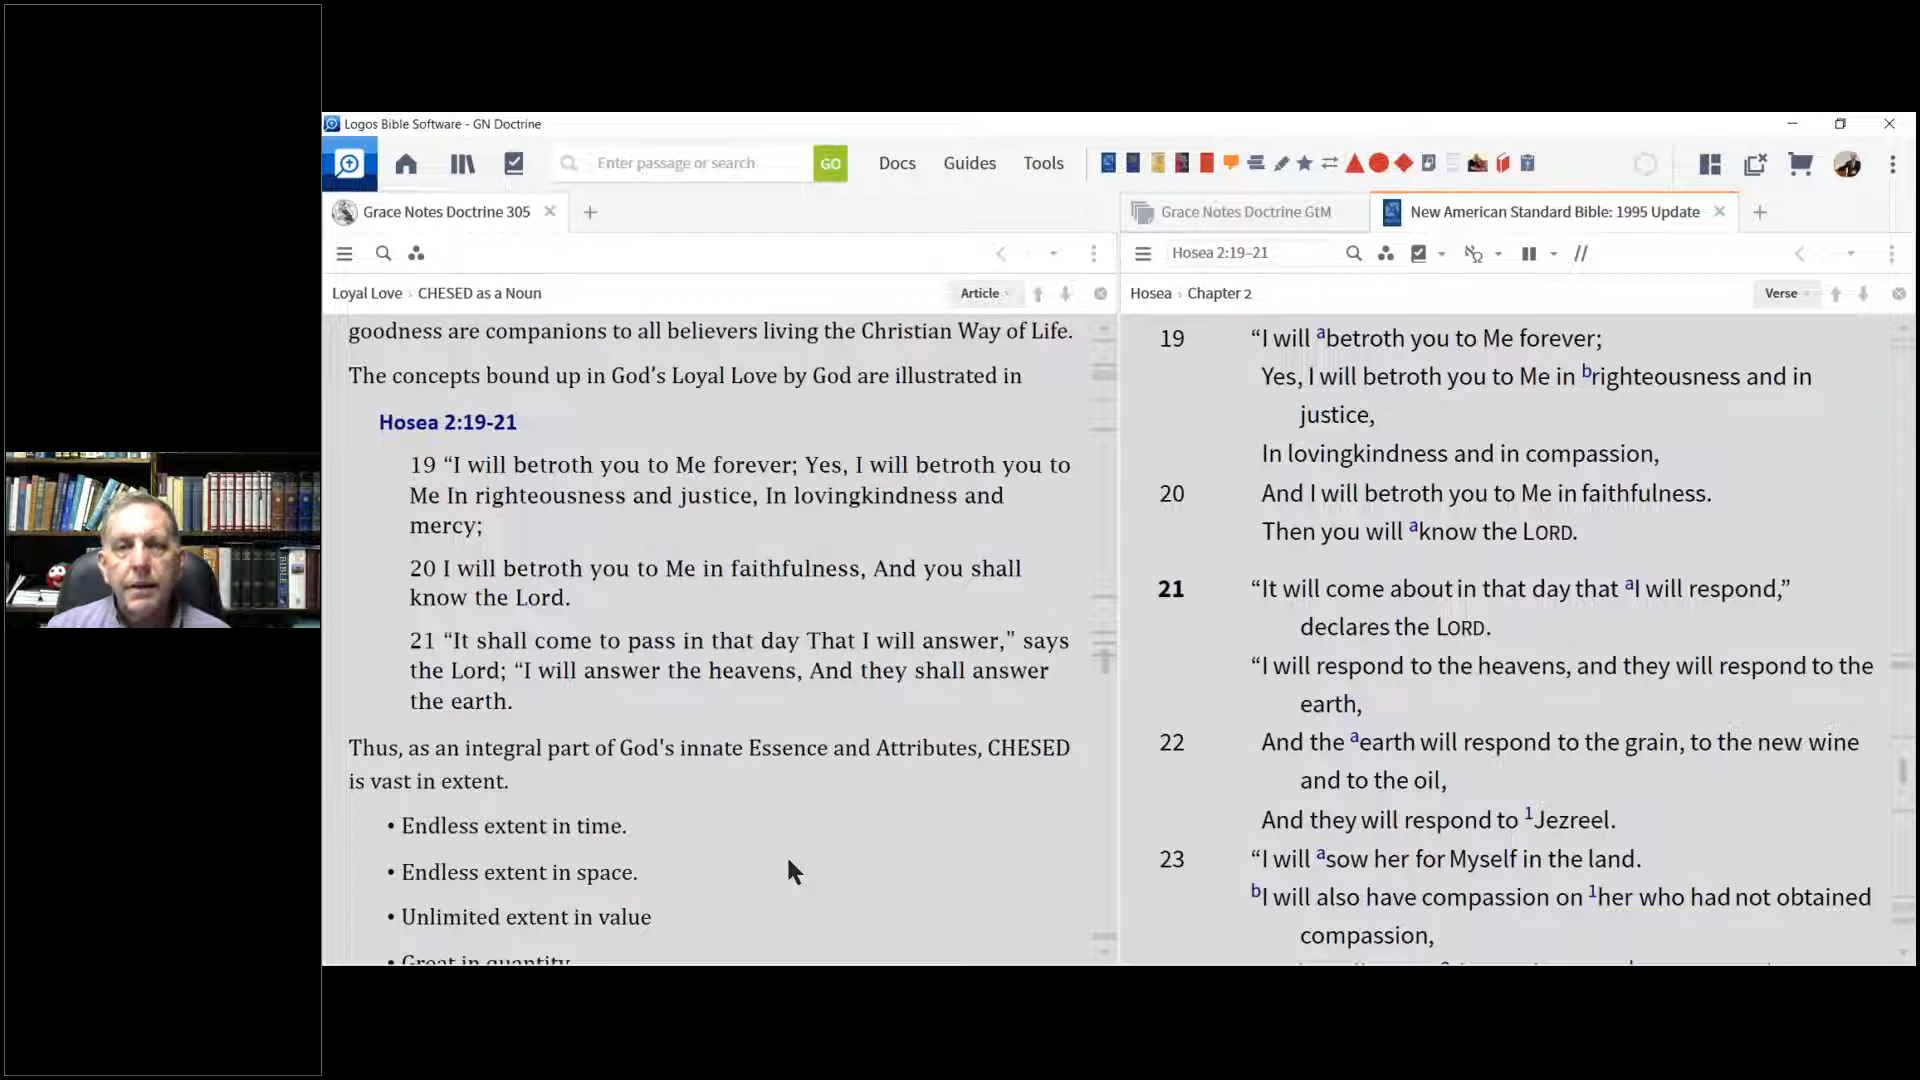 Logos Bible Software - GN Doctrine
Enter passage or search
GO
Docs
Guides
Tools
Grace Notes Doctrine 305
Loyal Love › CHESED as a Noun
Article
goodness are companions to all believers living the Christian Way of Life.
The concepts bound up in God’s Loyal Love by God are illustrated in
Hosea 2:19-21
19 “I will betroth you to Me forever; Yes, I will betroth you to
Me In righteousness and justice, In lovingkindness and
mercy;
20 I will betroth you to Me in faithfulness, And you shall
know the Lord.
21 “It shall come to pass in that day That I will answer,” says
the Lord; “I will answer the heavens, And they shall answer
the earth.
Thus, as an integral part of God's innate Essence and Attributes, CHESED
is vast in extent.
• Endless extent in time.
• Endless extent in space.
• Unlimited extent in value
• Great in quantity
Grace Notes Doctrine GtM
New American Standard Bible: 1995 Update
Hosea 2:19–21
Hosea › Chapter 2
Verse
19 “I will abetroth you to Me forever;
Yes, I will betroth you to Me in brighteousness and in
justice,
In lovingkindness and in compassion,
20 And I will betroth you to Me in faithfulness.
Then you will aknow the LORD.
21 “It will come about in that day that aI will respond,”
declares the LORD.
“I will respond to the heavens, and they will respond to the
earth,
22 And the aearth will respond to the grain, to the new wine
and to the oil,
And they will respond to 1Jezreel.
23 “I will asow her for Myself in the land.
bI will also have compassion on 1her who had not obtained
compassion,
BIBLE